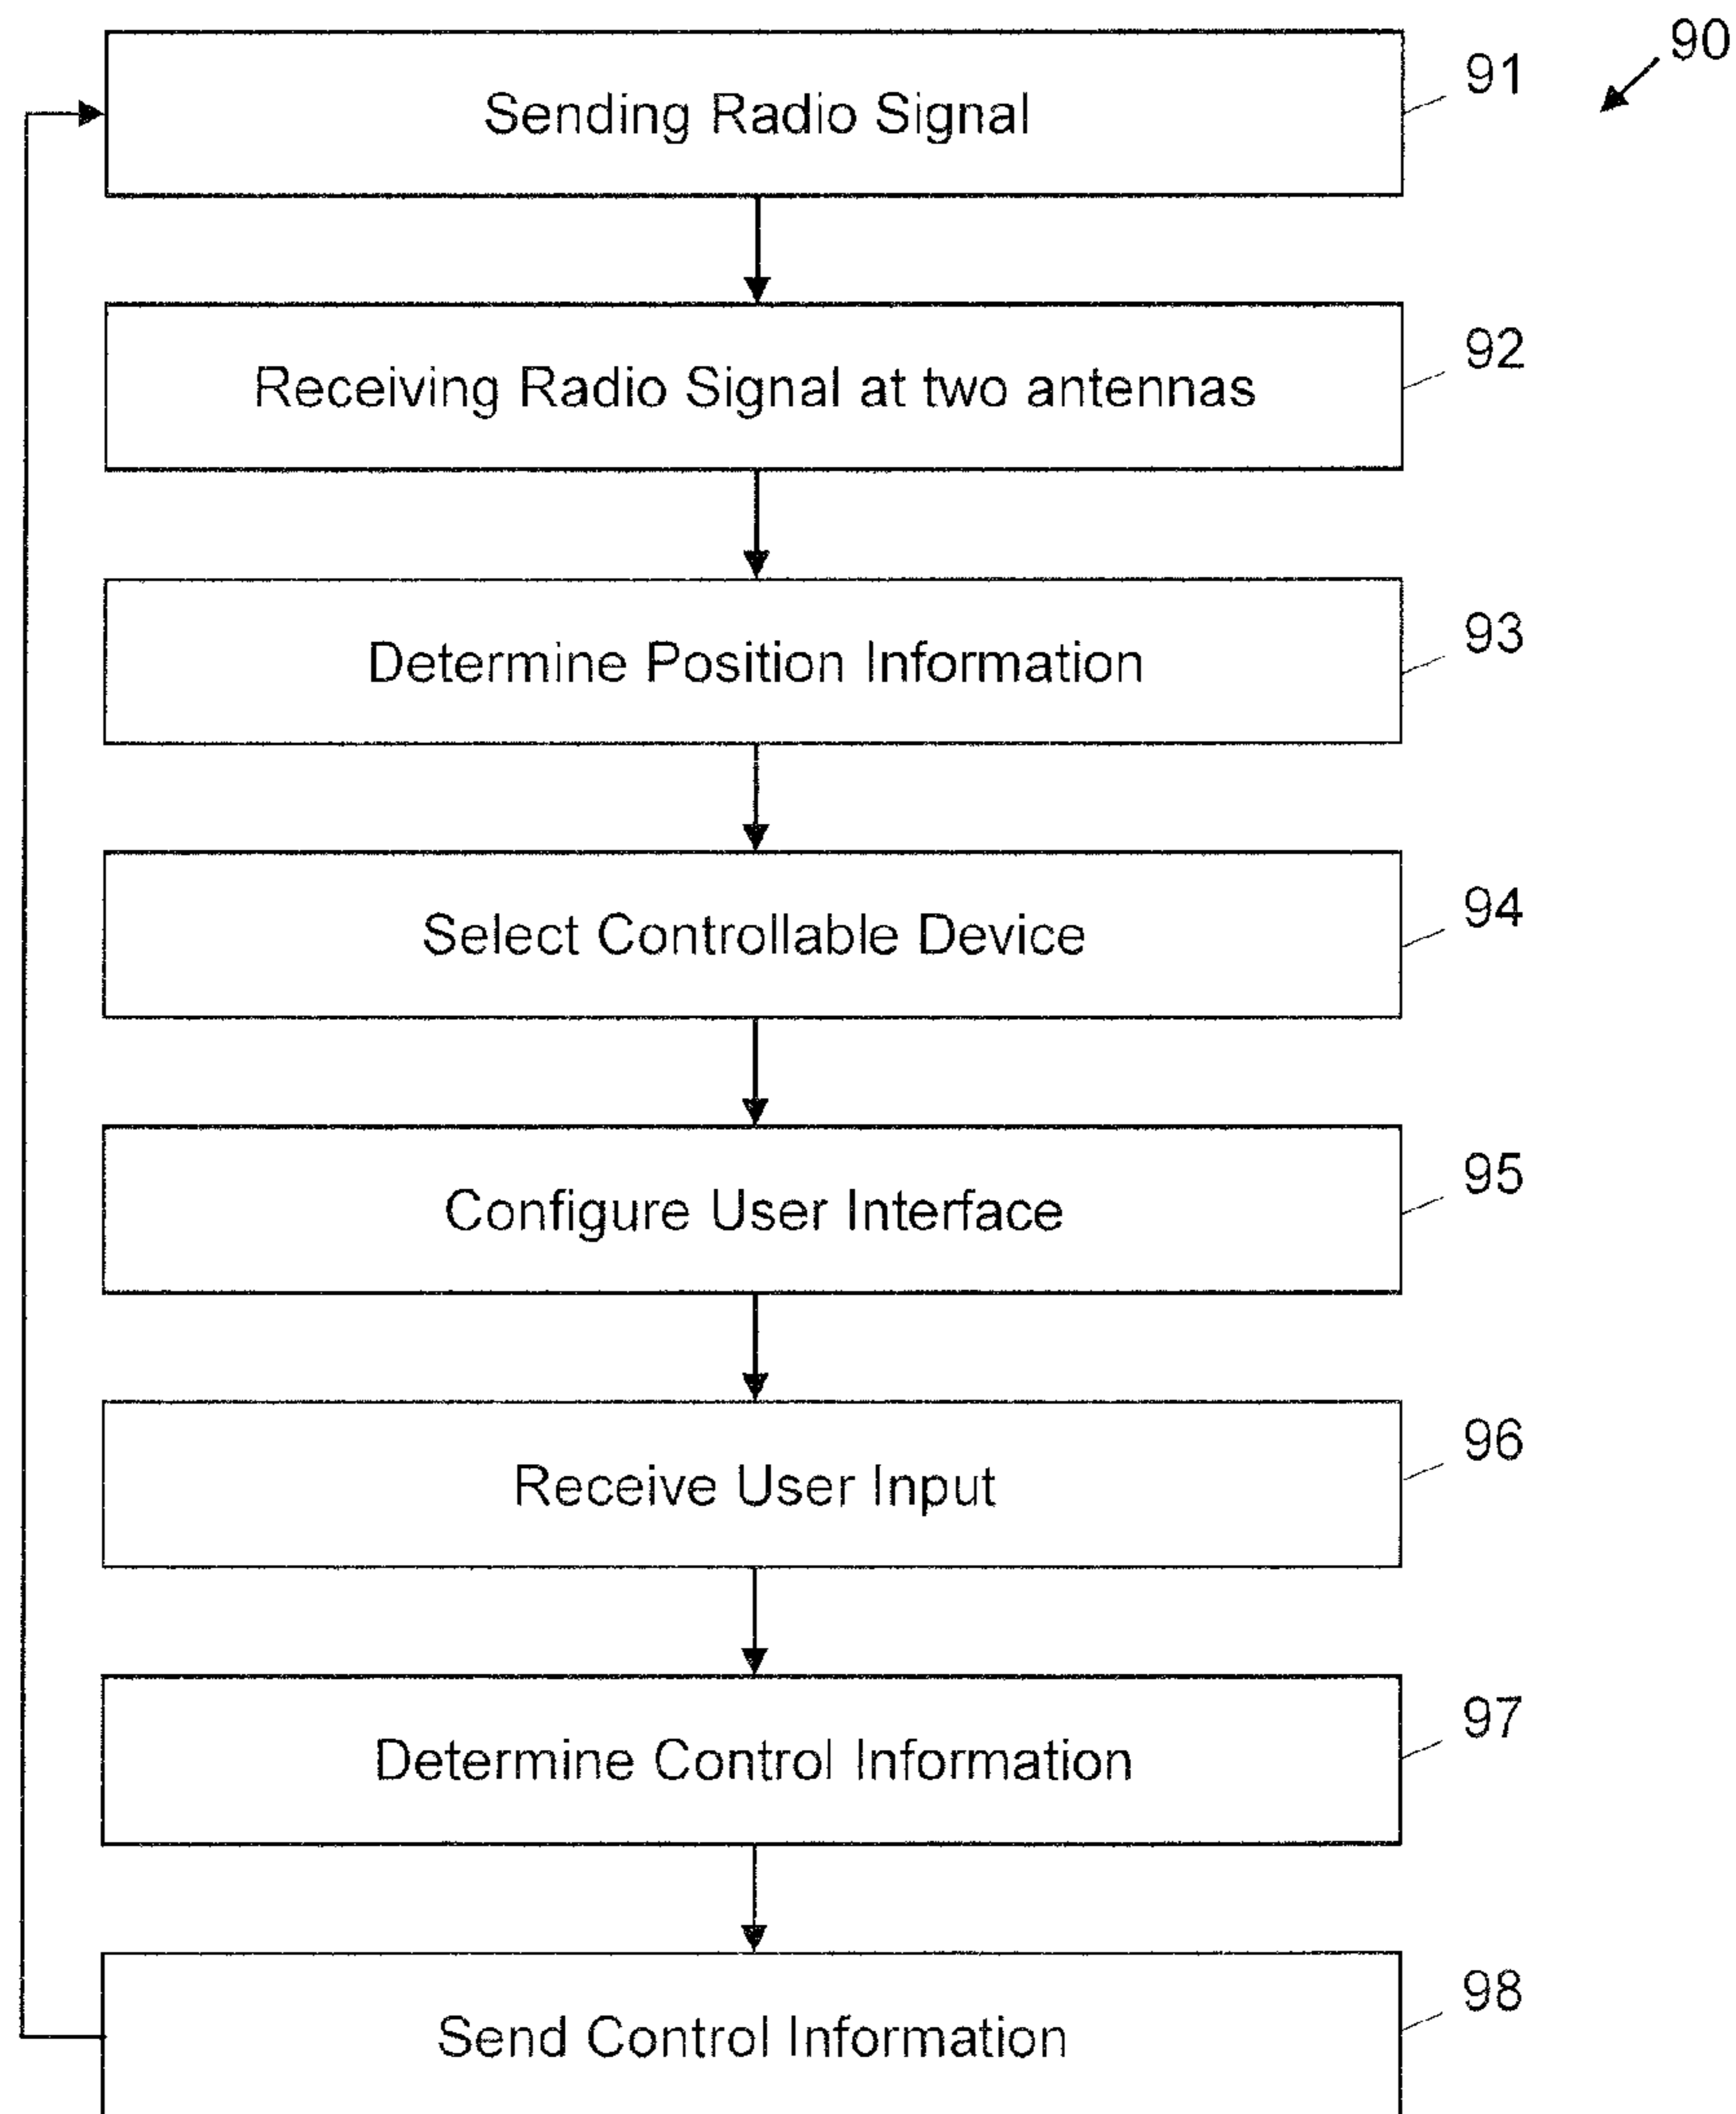 90
Sending Radio Signal
91
Receiving Radio Signal at two antennas
92
Determine Position Information
93
Select Controllable Device
94
Configure User Interface
95
Receive User Input
96
Determine Control Information
97
Send Control Information
98